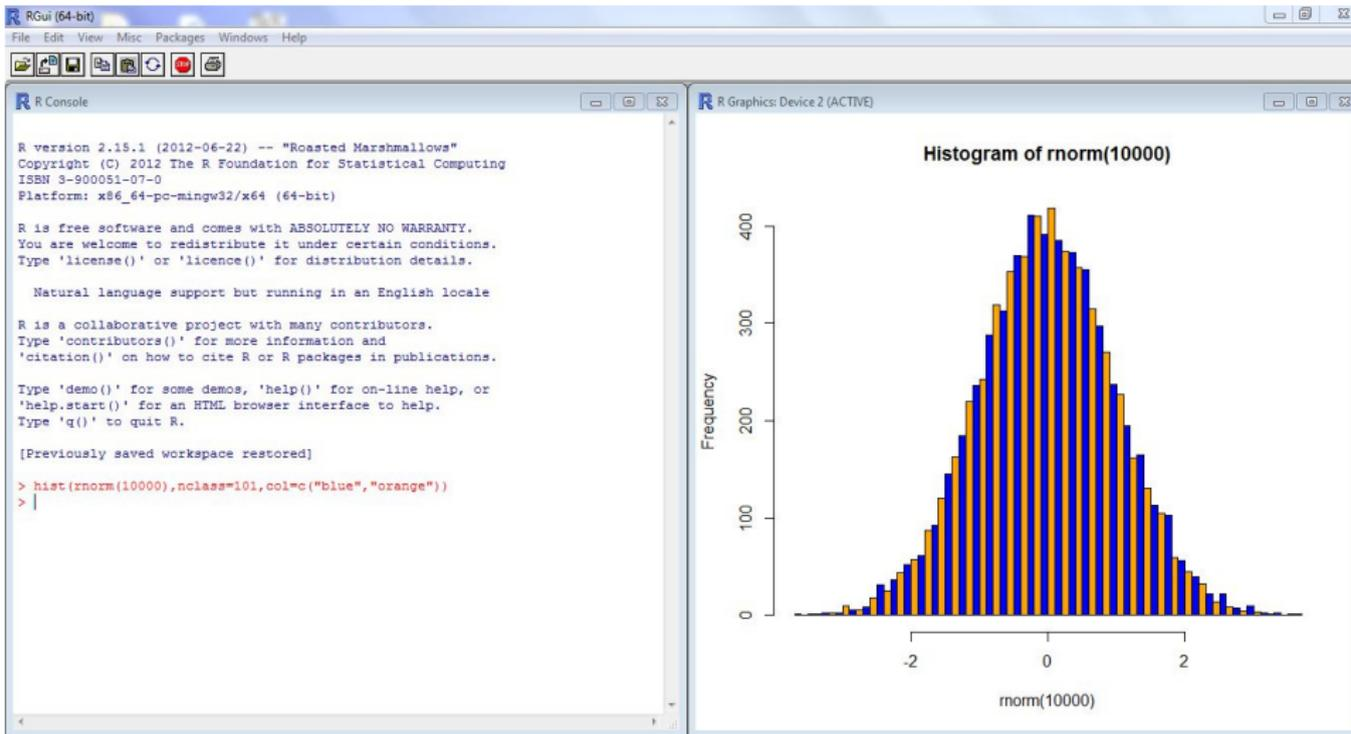 RGui (64-bit)
File Edit View Misc Packages Windows Help
STOP
R Console
R version 2.15.1 (2012-06-22) -- "Roasted Marshmallows"
Copyright (C) 2012 The R Foundation for Statistical Computing
ISBN 3-900051-07-0
Platform: x86_64-pc-mingw32/x64 (64-bit)
R is free software and comes with ABSOLUTELY NO WARRANTY.
You are welcome to redistribute it under certain conditions.
Type 'license()' or 'licence()' for distribution details.
Natural language support but running in an English locale
R is a collaborative project with many contributors.
Type 'contributors()' for more information and
'citation()' on how to cite R or R packages in publications.
Type 'demo()' for some demos, 'help()' for on-line help, or
'help.start()' for an HTML browser interface to help.
Type 'q()' to quit R.
[Previously saved workspace restored]
> hist(rnorm(10000),nclass=101,col=c("blue","orange"))
>
R Graphics: Device 2 (ACTIVE)
Histogram of rnorm(10000)
Frequency
400
300
200
100
0
-2 0 2
rnorm(10000)